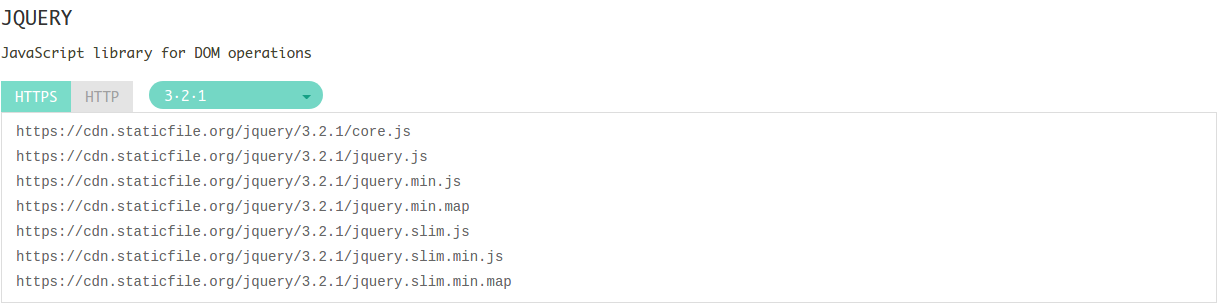 JQUERY
JavaScript library for DOM operations
HTTPS HTTP 3·2·1
https://cdn.staticfile.org/jquery/3.2.1/core.js
https://cdn.staticfile.org/jquery/3.2.1/jquery.js
https://cdn.staticfile.org/jquery/3.2.1/jquery.min.js
https://cdn.staticfile.org/jquery/3.2.1/jquery.min.map
https://cdn.staticfile.org/jquery/3.2.1/jquery.slim.js
https://cdn.staticfile.org/jquery/3.2.1/jquery.slim.min.js
https://cdn.staticfile.org/jquery/3.2.1/jquery.slim.min.map